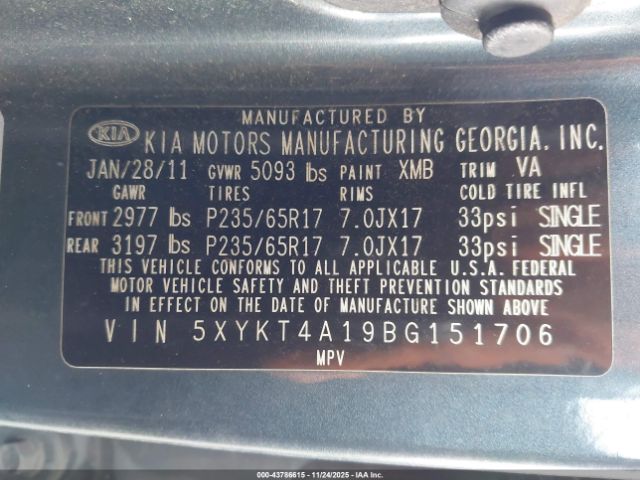 MANUFACTURED BY
KIA KIA MOTORS MANUFACTURING GEORGIA, INC.
JAN/28/11 GVWR 5093 lbs PAINT XMB TRIM VA
GAWR TIRES RIMS COLD TIRE INFL
FRONT 2977 lbs P235/65R17 7.0JX17 33psi SINGLE
REAR 3197 lbs P235/65R17 7.0JX17 33psi SINGLE
THIS VEHICLE CONFORMS TO ALL APPLICABLE U.S.A. FEDERAL
MOTOR VEHICLE SAFETY AND THEFT PREVENTION STANDARDS
IN EFFECT ON THE DATE OF MANUFACTURE SHOWN ABOVE.
VIN 5XYKT4A19BG151706
MPV
000-43786615 - 11/24/2025 - IAA Inc.